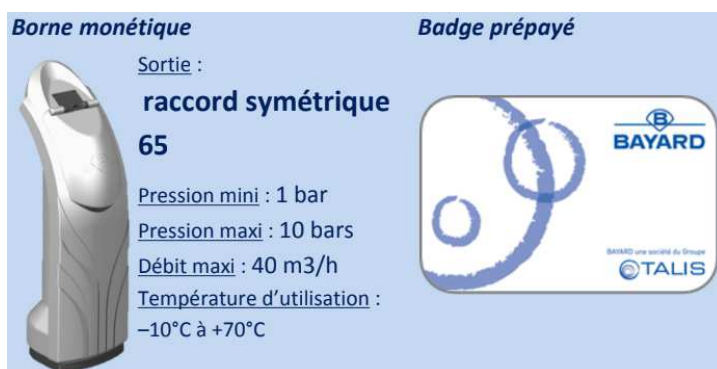 Borne monétique
Sortie :
raccord symétrique
65
Pression mini : 1 bar
Pression maxi : 10 bars
Débit maxi : 40 m3/h
Température d'utilisation :
–10°C à +70°C
Badge prépayé
B
BAYARD
BAYARD une société du Groupe
TALIS